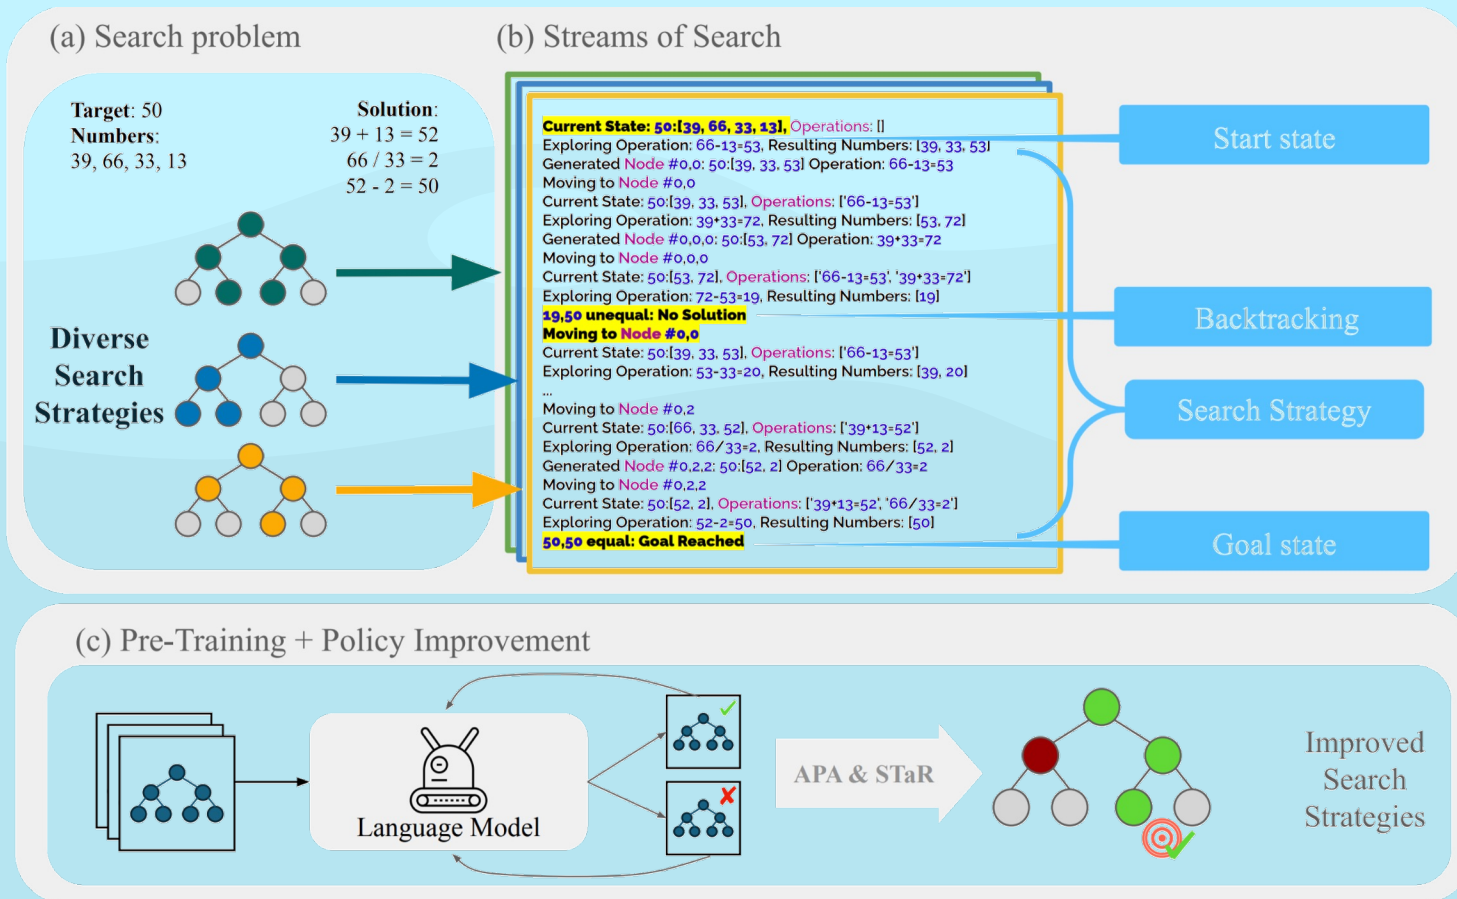 (a) Search problem
Target: 50
Numbers:
39, 66, 33, 13
Solution:
39 + 13 = 52
66 / 33 = 2
52 - 2 = 50
Diverse
Search
Strategies
(b) Streams of Search
Current State: 50:[39, 66, 33, 13], Operations: []
Exploring Operation: 66-13=53, Resulting Numbers: [39, 33, 53]
Generated Node #0,0: 50:[39, 33, 53] Operation: 66-13=53
Moving to Node #0,0
Current State: 50:[39, 33, 53], Operations: ['66-13=53']
Exploring Operation: 39+33=72, Resulting Numbers: [53, 72]
Generated Node #0,0,0: 50:[53, 72] Operation: 39+33=72
Moving to Node #0,0,0
Current State: 50:[53, 72], Operations: ['66-13=53', '39+33=72']
Exploring Operation: 72-53=19, Resulting Numbers: [19]
19,50 unequal: No Solution
Moving to Node #0,0
Current State: 50:[39, 33, 53], Operations: ['66-13=53']
Exploring Operation: 53-33=20, Resulting Numbers: [39, 20]
...
Moving to Node #0,2
Current State: 50:[66, 33, 52], Operations: ['39+13=52']
Exploring Operation: 66/33=2, Resulting Numbers: [52, 2]
Generated Node #0,2,2: 50:[52, 2] Operation: 66/33=2
Moving to Node #0,2,2
Current State: 50:[52, 2], Operations: ['39+13=52', '66/33=2']
Exploring Operation: 52-2=50, Resulting Numbers: [50]
50,50 equal: Goal Reached
Start state
Backtracking
Search Strategy
Goal state
(c) Pre-Training + Policy Improvement
Language Model
APA & STaR
Improved
Search
Strategies